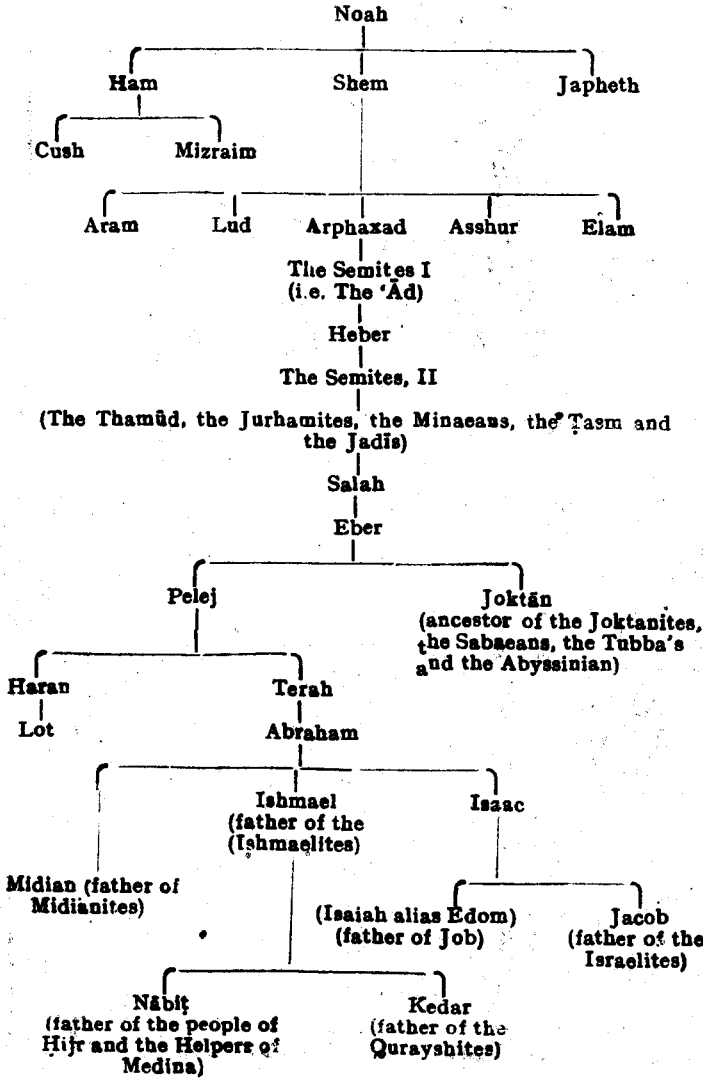 Noah
Ham Shem Japheth
Cush Mizraim
Aram Lud Arphaxad Asshur Elam
The Semites I
(i.e. The ‘Ād)
Heber
The Semites, II
(The Thamûd, the Jurhamites, the Minaeans, the Ṭasm and
the Jadīs)
Salah
Eber
Pelej
Joktān
(ancestor of the Joktanites,
the Sabaeans, the Tubba's
and the Abyssinian)
Haran Terah
Lot Abraham
Ishmael
(father of the
(Ishmaelites)
Isaac
Midian (father of
Midianites)
(Isaiah alias Edom)
(father of Job)
Jacob
(father of the
Israelites)
Nābiṭ
(father of the people of
Ḥijr and the Helpers of
Medina)
Kedar
(father of the
Qurayshites)